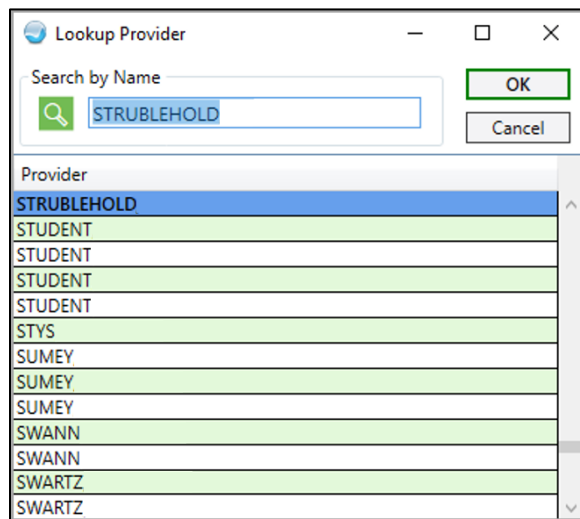 Lookup Provider
Search by Name
OK
STRUBLEHOLD
Cancel
Provider
STRUBLEHOLD
STUDENT
STUDENT
STUDENT
STUDENT
STYS
SUMEY
SUMEY
SUMEY
SWANN
SWANN
SWARTZ
SWARTZ